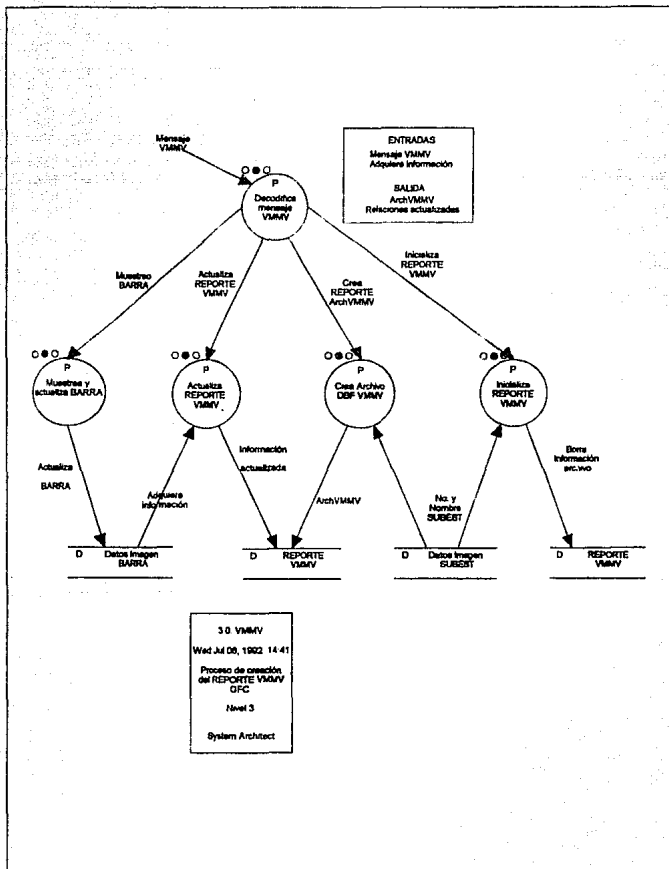 Mensaje
VMMV
ENTRADAS
Mensaje VMMV
Adquiere Información
SALIDA
ArchVMMV
Relaciones actualizadas
P
Decodifica
mensaje
VMMV
Muestreo
BARRA
Actualiza
REPORTE
VMMV
Crea
REPORTE
ArchVMMV
Inicializa
REPORTE
VMMV
P
Muestrea y
actualiza BARRA
P
Actualiza
REPORTE
VMMV
P
Crea Archivo
DBF VMMV
P
Inicializa
REPORTE
VMMV
Actualiza
BARRA
Adquiere
información
Información
actualizada
ArchVMMV
No. y
Nombre
SUBEST
Borra
Información
D Datos Imagen
BARRA
D REPORTE
VMMV
D Datos Imagen
SUBEST
D REPORTE
VMMV
3.0. VMMV
Wed Jul 08, 1992 14:41
Proceso de creación
del REPORTE VMMV
Nivel 3
System Architect